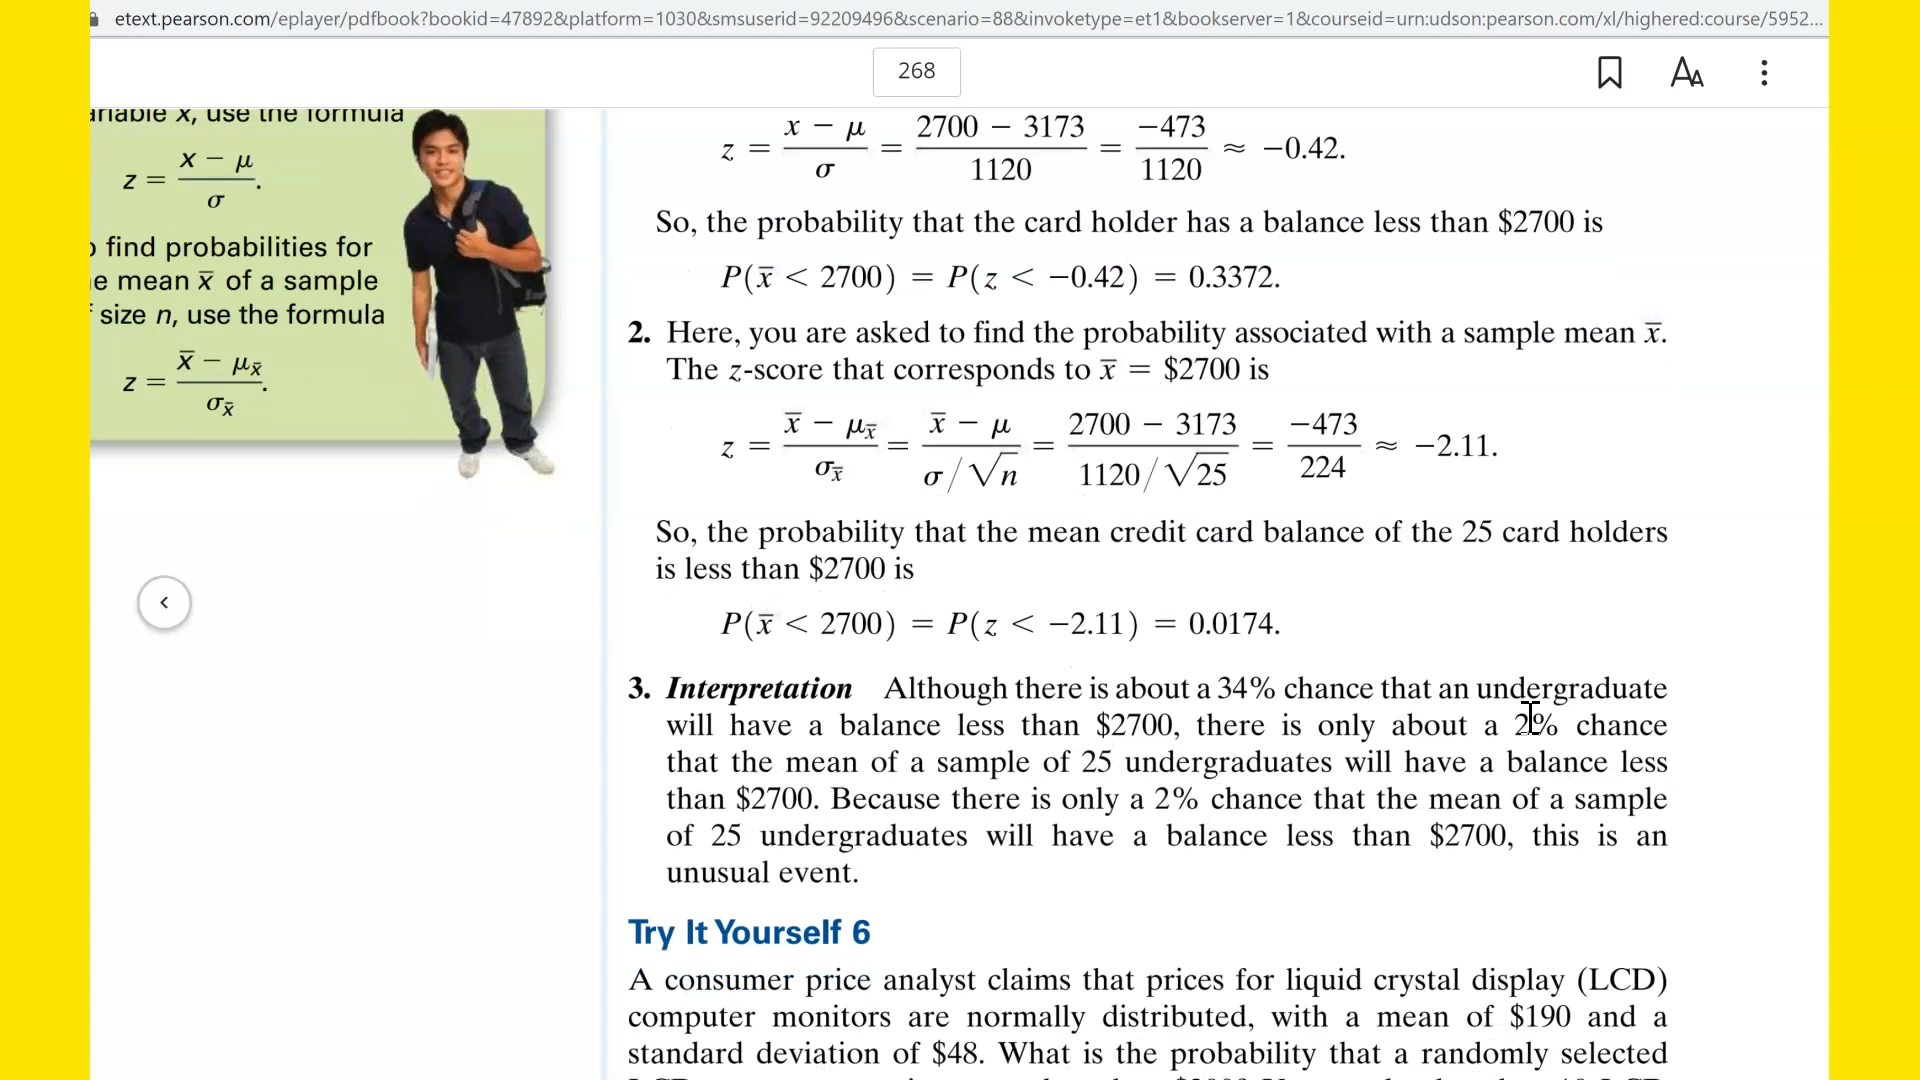 etext.pearson.com/eplayer/pdfbook?bookid=47892&platform=1030&smsuserid=92209496&scenario=88&invoketype=et1&bookserver=1&courseid=urn:udson:pearson.com/xl/highered:course/5952...
268
variable x, use the formula
z = (x − μ)/σ.
find probabilities for
mean x̄ of a sample
size n, use the formula
z = (x̄ − μx̄)/σx̄.
z = (x − μ)/σ = (2700 − 3173)/1120 = −473/1120 ≈ −0.42.
So, the probability that the card holder has a balance less than $2700 is
P(x̄ < 2700) = P(z < −0.42) = 0.3372.
2. Here, you are asked to find the probability associated with a sample mean x̄.
The z-score that corresponds to x̄ = $2700 is
z = (x̄ − μx̄)/σx̄ = (x̄ − μ)/(σ/√n) = (2700 − 3173)/(1120/√25) = −473/224 ≈ −2.11.
So, the probability that the mean credit card balance of the 25 card holders
is less than $2700 is
P(x̄ < 2700) = P(z < −2.11) = 0.0174.
3. Interpretation Although there is about a 34% chance that an undergraduate
will have a balance less than $2700, there is only about a 2% chance
that the mean of a sample of 25 undergraduates will have a balance less
than $2700. Because there is only a 2% chance that the mean of a sample
of 25 undergraduates will have a balance less than $2700, this is an
unusual event.
Try It Yourself 6
A consumer price analyst claims that prices for liquid crystal display (LCD)
computer monitors are normally distributed, with a mean of $190 and a
standard deviation of $48. What is the probability that a randomly selected